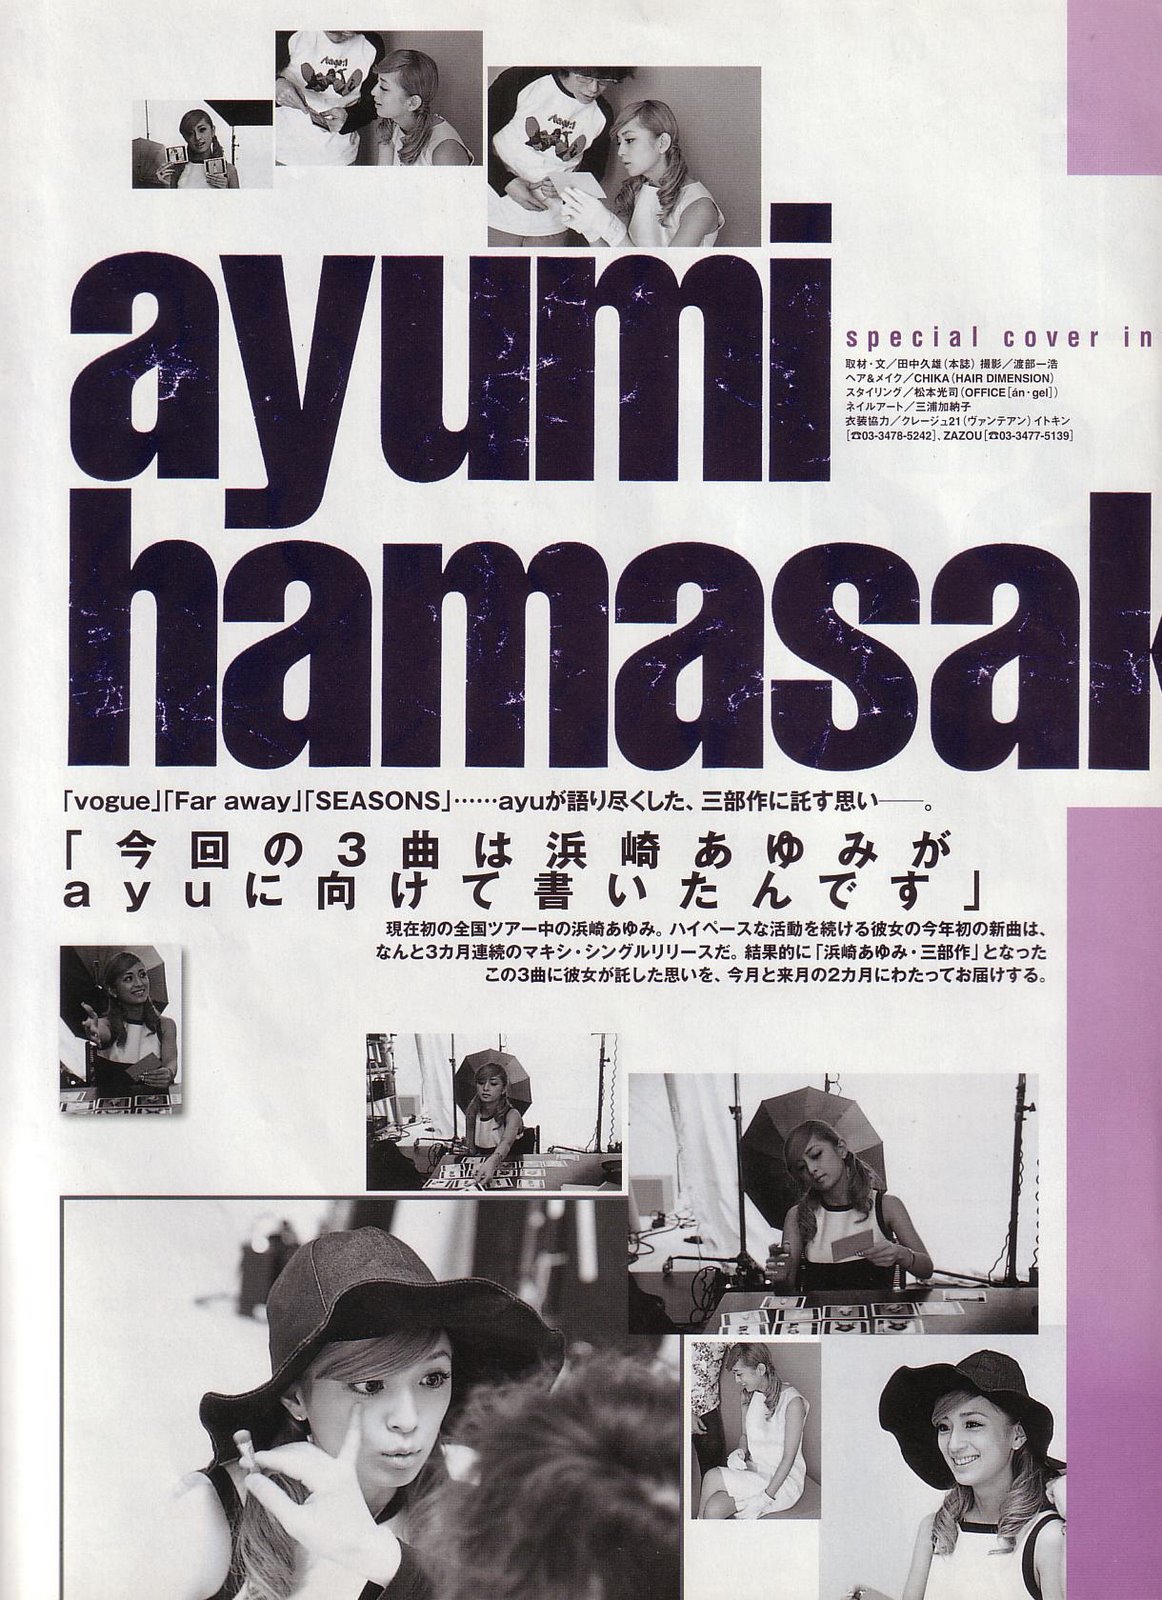 ayumi
hamasak
special cover in
取材・文／田中久雄（本誌） 撮影／渡部一浩
ヘア&メイク／CHIKA（HAIR DIMENSION）
スタイリング／松本光司（OFFICE［án・gel］）
ネイルアート／三浦加納子
衣装協力／クレージュ21（ヴァンテアン）イトキン
［☎03-3478-5242］、ZAZOU［☎03-3477-5139］
「vogue」「Far away」「SEASONS」……ayuが語り尽くした、三部作に託す思い──。
「今回の3曲は浜崎あゆみが
ayuに向けて書いたんです」
現在初の全国ツアー中の浜崎あゆみ。ハイペースな活動を続ける彼女の今年初の新曲は、
なんと3カ月連続のマキシ・シングルリリースだ。結果的に「浜崎あゆみ・三部作」となった
この3曲に彼女が託した思いを、今月と来月の2カ月にわたってお届けする。